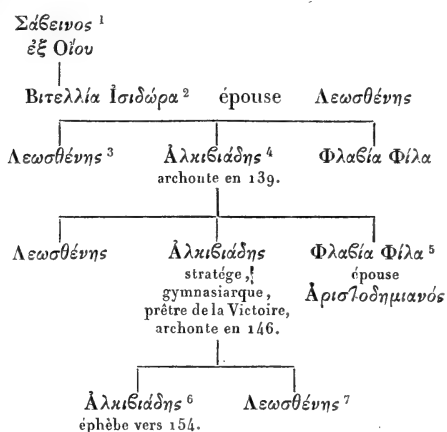 Σάβεινος ¹
ἐξ Οἴου
Βιτελλία Ἰσιδώρα ² épouse Λεωσθένης
Λεωσθένης ³ Ἀλκιβιάδης ⁴ Φλαβία Φίλα
archonte en 139.
Λεωσθένης Ἀλκιβιάδης Φλαβία Φίλα ⁵
stratége, épouse
gymnasiarque, Ἀριστοδημιανός
prêtre de la Victoire,
archonte en 146.
Ἀλκιβιάδης ⁶ Λεωσθένης ⁷
éphèbe vers 154.